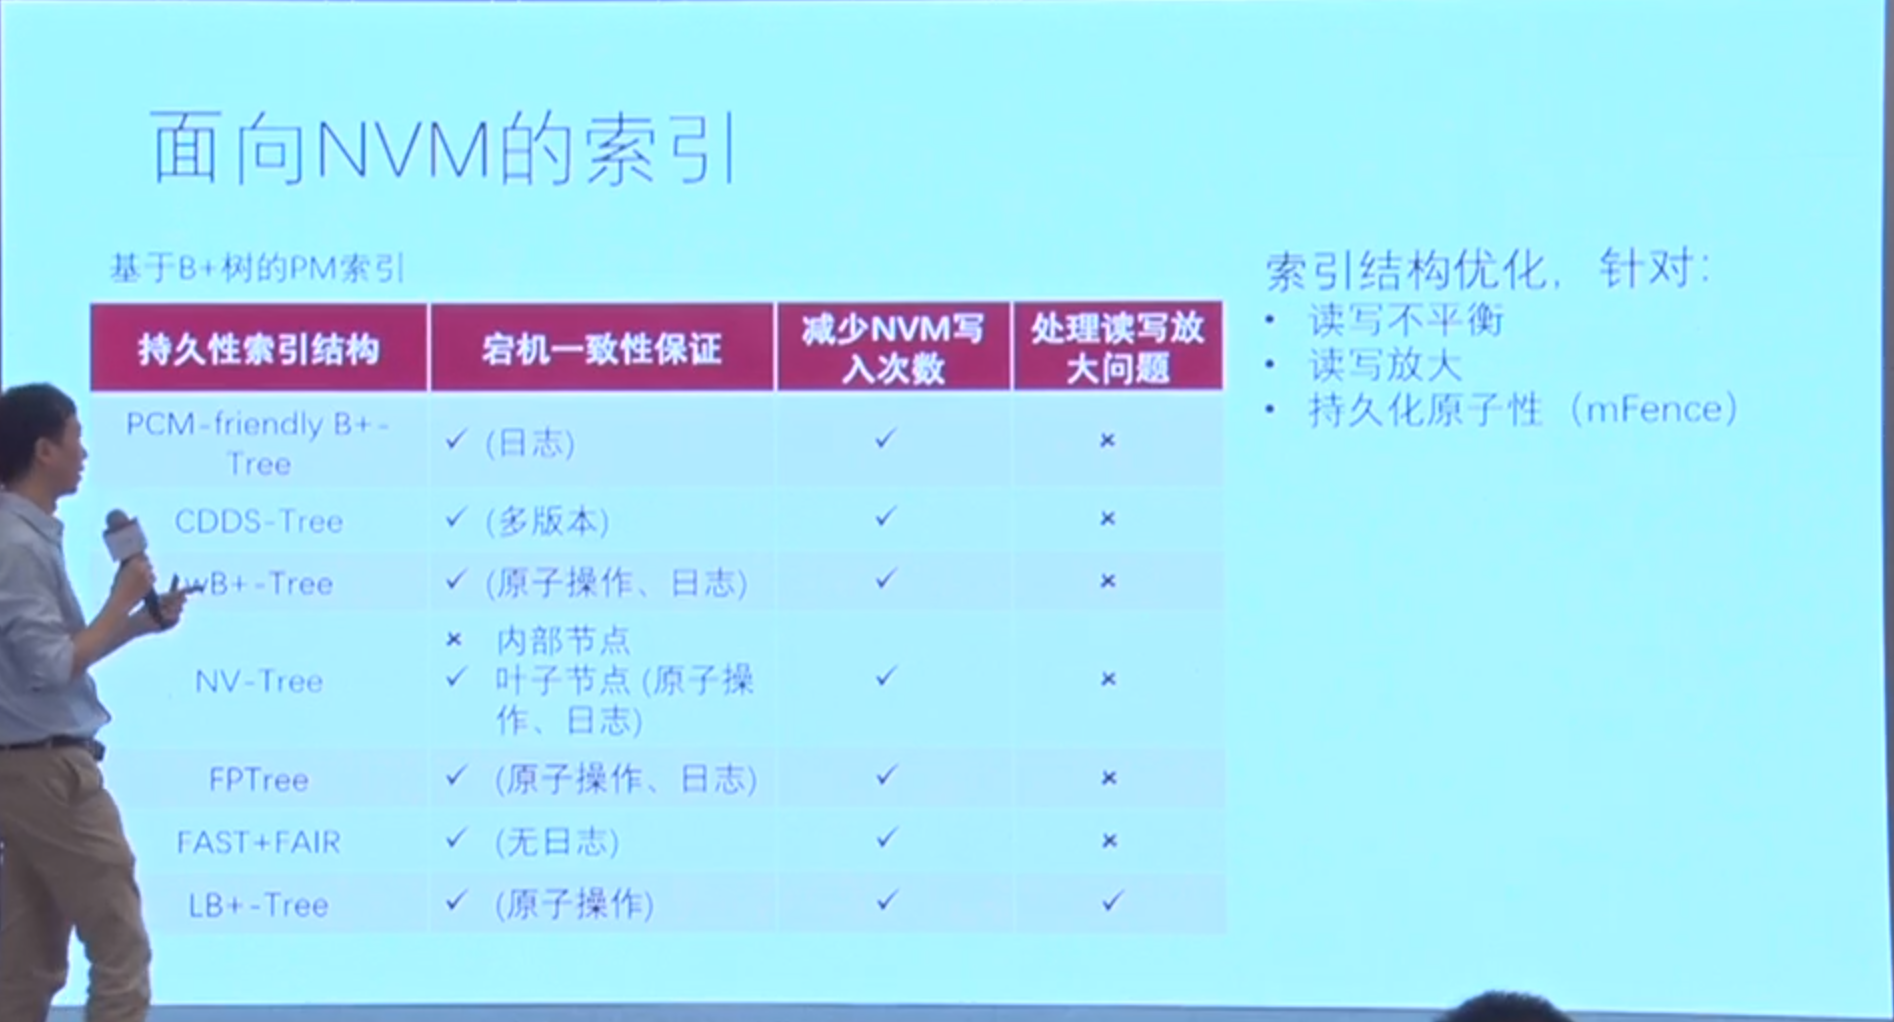 面向NVM的索引
基于B+树的PM索引
持久性索引结构 宕机一致性保证 减少NVM写入次数 处理读写放大问题
PCM-friendly B+-Tree ✓ (日志) ✓ ×
CDDS-Tree ✓ (多版本) ✓ ×
wB+-Tree ✓ (原子操作、日志) ✓ ×
NV-Tree × 内部节点 ✓ 叶子节点 (原子操作、日志) ✓ ×
FPTree ✓ (原子操作、日志) ✓ ×
FAST+FAIR ✓ (无日志) ✓ ×
LB+-Tree ✓ (原子操作) ✓ ✓
索引结构优化，针对：
• 读写不平衡
• 读写放大
• 持久化原子性（mFence）